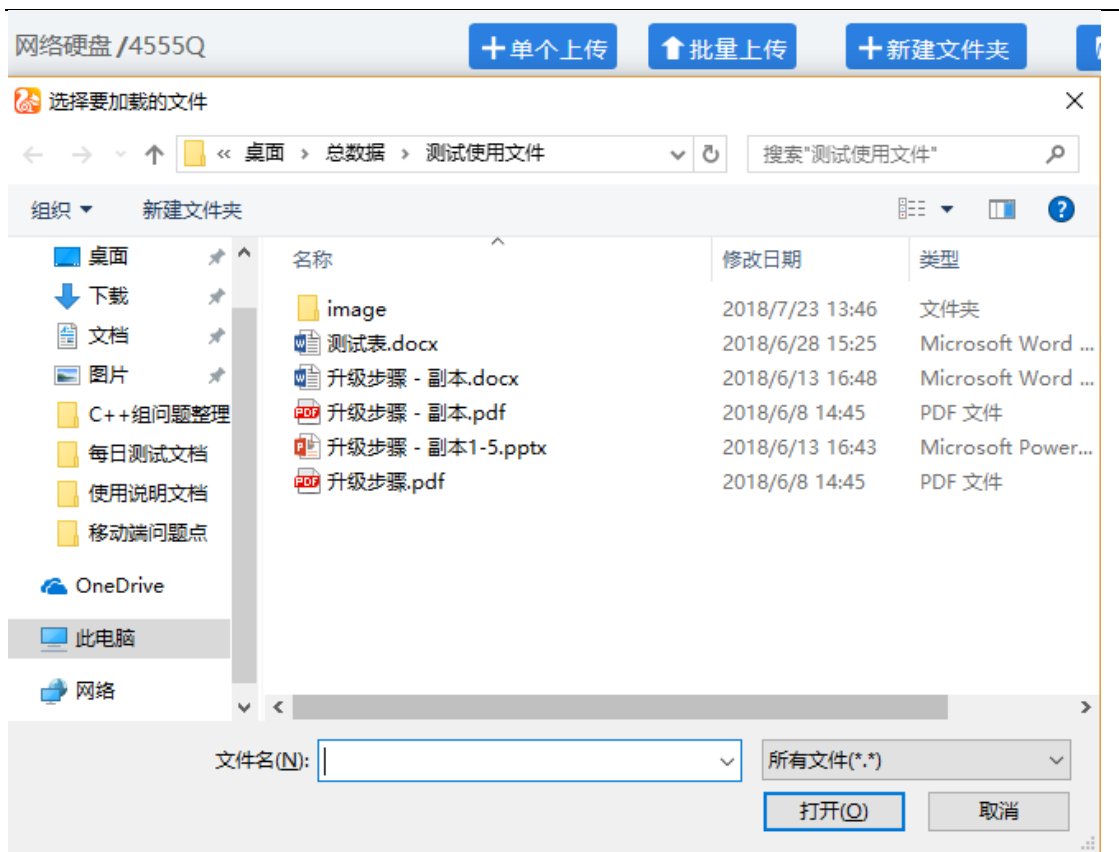 网络硬盘 /4555Q 单个上传 批量上传 新建文件夹
选择要加载的文件
« 桌面 › 总数据 › 测试使用文件 搜索"测试使用文件"
组织 新建文件夹
名称 修改日期 类型
桌面
下载
文档
图片
C++组问题整理
每日测试文档
使用说明文档
移动端问题点
OneDrive
此电脑
网络
image 2018/7/23 13:46 文件夹
测试表.docx 2018/6/28 15:25 Microsoft Word ...
升级步骤 - 副本.docx 2018/6/13 16:48 Microsoft Word ...
升级步骤 - 副本.pdf 2018/6/8 14:45 PDF 文件
升级步骤 - 副本1-5.pptx 2018/6/13 16:43 Microsoft Power...
升级步骤.pdf 2018/6/8 14:45 PDF 文件
文件名(N): 所有文件(*.*)
打开(O) 取消